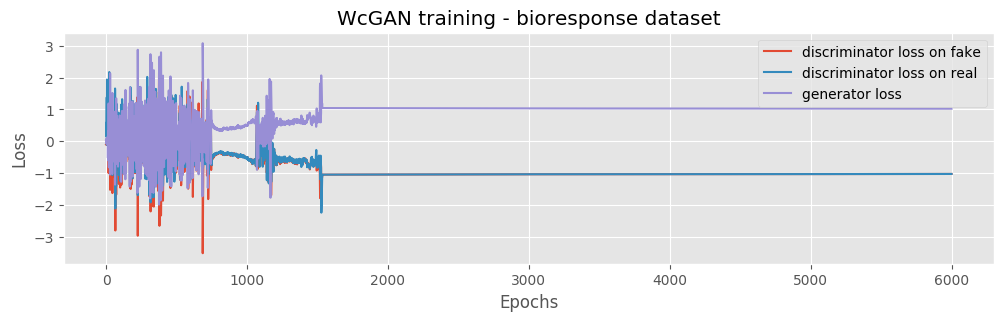 WcGAN training - bioresponse dataset
discriminator loss on fake
discriminator loss on real
generator loss
Loss
3
2
1
0
−1
−2
−3
0 1000 2000 3000 4000 5000 6000
Epochs